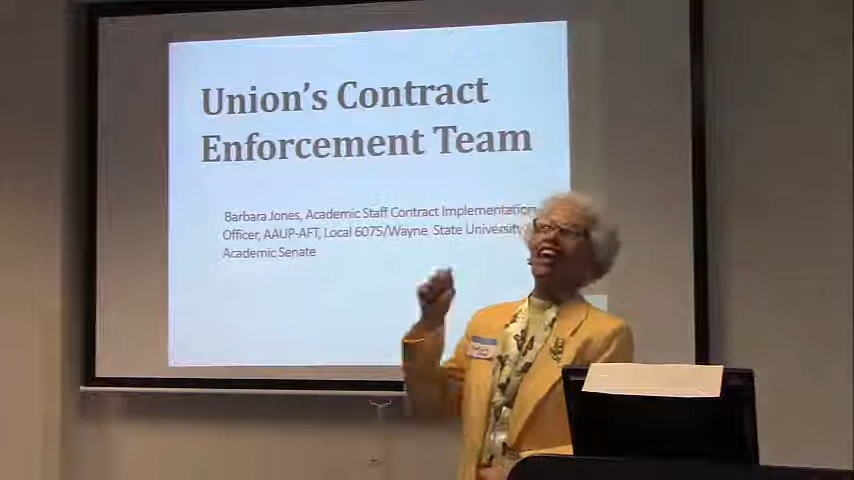 Union's Contract
Enforcement Team
Barbara Jones, Academic Staff Contract Implementation
Officer, AAUP-AFT, Local 6075/Wayne State University
Academic Senate